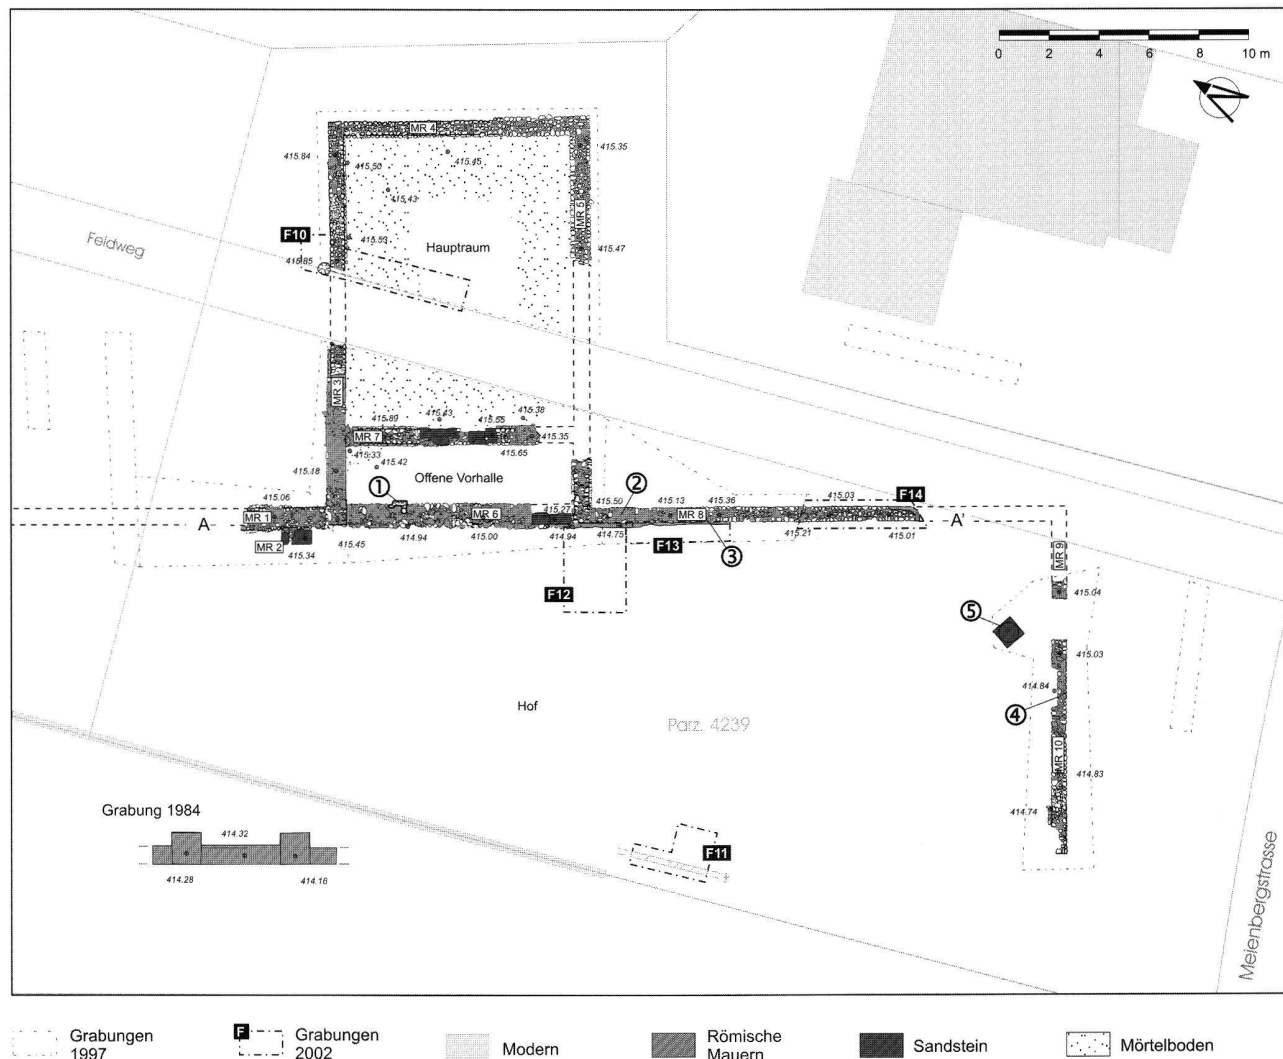 0 2 4 6 8 10 m
MR 4
415.84
415.50
415.45
415.35
415.43
MR 5
Feldweg
F10
415.53
Hauptraum
415.47
415.85
MR 3
415.89
415.43
415.55
415.38
MR 7
415.33
415.65
415.35
415.18
415.42
Offene Vorhalle
①
415.06
415.27
415.50
②
415.13
415.36
415.03
F14
A
MR 1
MR 6
MR 8
A'
MR 2
415.34
415.45
414.94
415.00
414.94
414.75
F13
③
415.21
415.01
MR 9
F12
415.04
⑤
415.03
414.84
④
Hof
Parz. 4239
MR 10
414.83
414.74
Grabung 1984
414.32
414.28
414.16
F11
Meienbergstrasse
Grabungen
1997
F
Grabungen
2002
Modern
Römische
Mauern
Sandstein
Mörtelboden